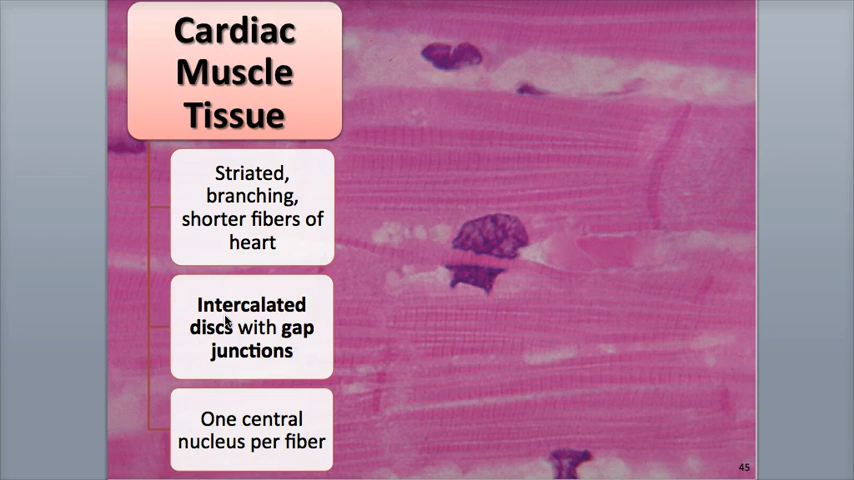 Cardiac
Muscle
Tissue
Striated,
branching,
shorter fibers of
heart
Intercalated
discs with gap
junctions
One central
nucleus per fiber
45